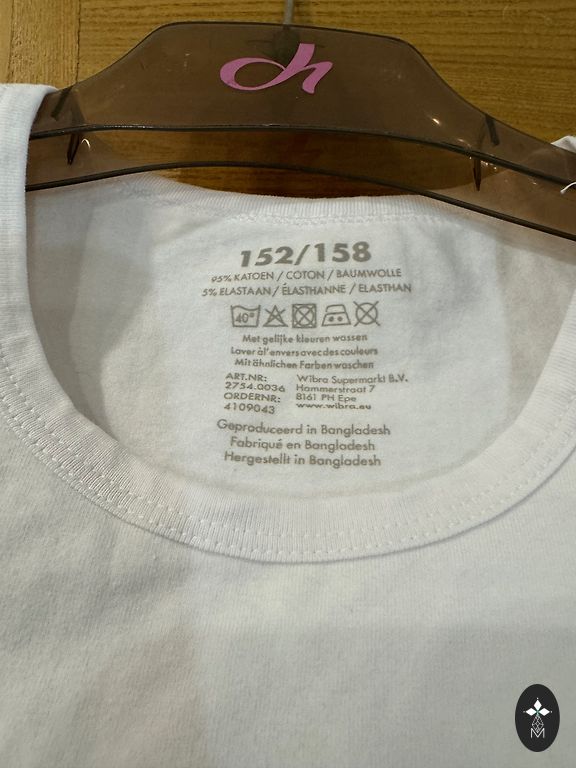 152/158
95% KATOEN / COTON / BAUMWOLLE
5% ELASTAAN / ÉLASTHANNE / ELASTHAN
40°
Met gelijke kleuren wassen
Laver àl'envers avec des couleurs
Mit ähnlichen Farben waschen
ART.NR: Wibra Supermarkt B.V.
2754.0036 Hammerstraat 7
ORDERNR: 8161 PH Epe
4109043 www.wibra.eu
Geproduceerd in Bangladesh
Fabriqué en Bangladesh
Hergestellt in Bangladesh
M